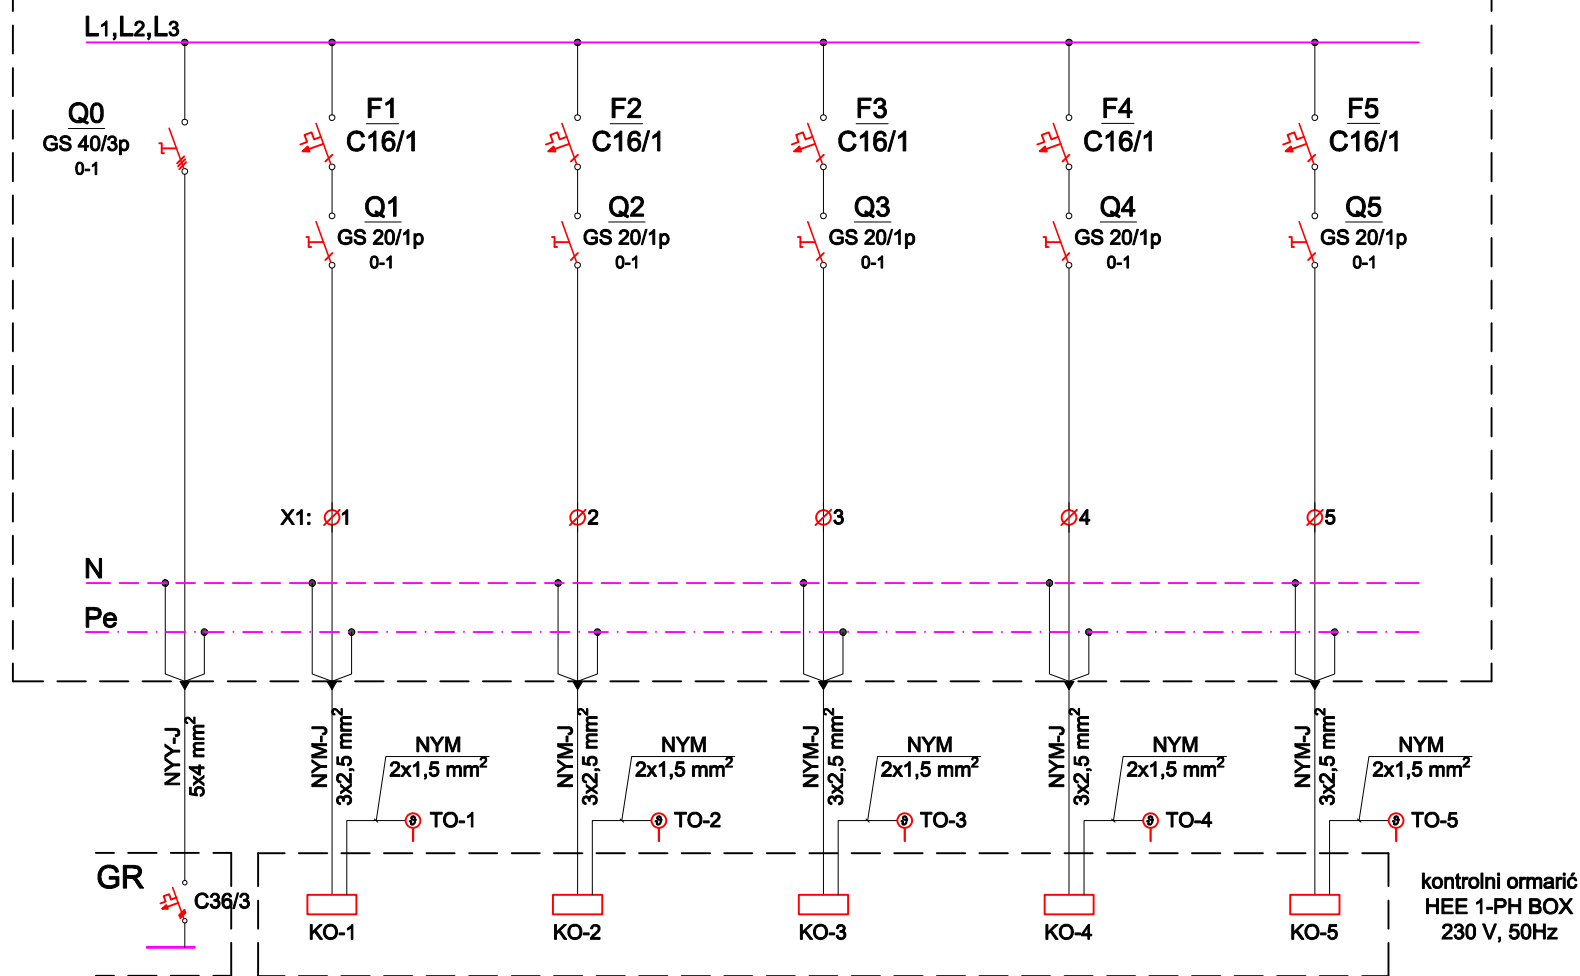 L1,L2,L3
Q0
GS 40/3p
0-1
F1
C16/1
F2
C16/1
F3
C16/1
F4
C16/1
F5
C16/1
Q1
GS 20/1p
0-1
Q2
GS 20/1p
0-1
Q3
GS 20/1p
0-1
Q4
GS 20/1p
0-1
Q5
GS 20/1p
0-1
X1: 1
2
3
4
5
N
Pe
NYY-J
5x4 mm²
NYM-J
3x2,5 mm²
NYM
2x1,5 mm²
TO-1
NYM-J
3x2,5 mm²
NYM
2x1,5 mm²
TO-2
NYM-J
3x2,5 mm²
NYM
2x1,5 mm²
TO-3
NYM-J
3x2,5 mm²
NYM
2x1,5 mm²
TO-4
NYM-J
3x2,5 mm²
NYM
2x1,5 mm²
TO-5
GR
C36/3
KO-1
KO-2
KO-3
KO-4
KO-5
kontrolni ormarić
HEE 1-PH BOX
230 V, 50Hz